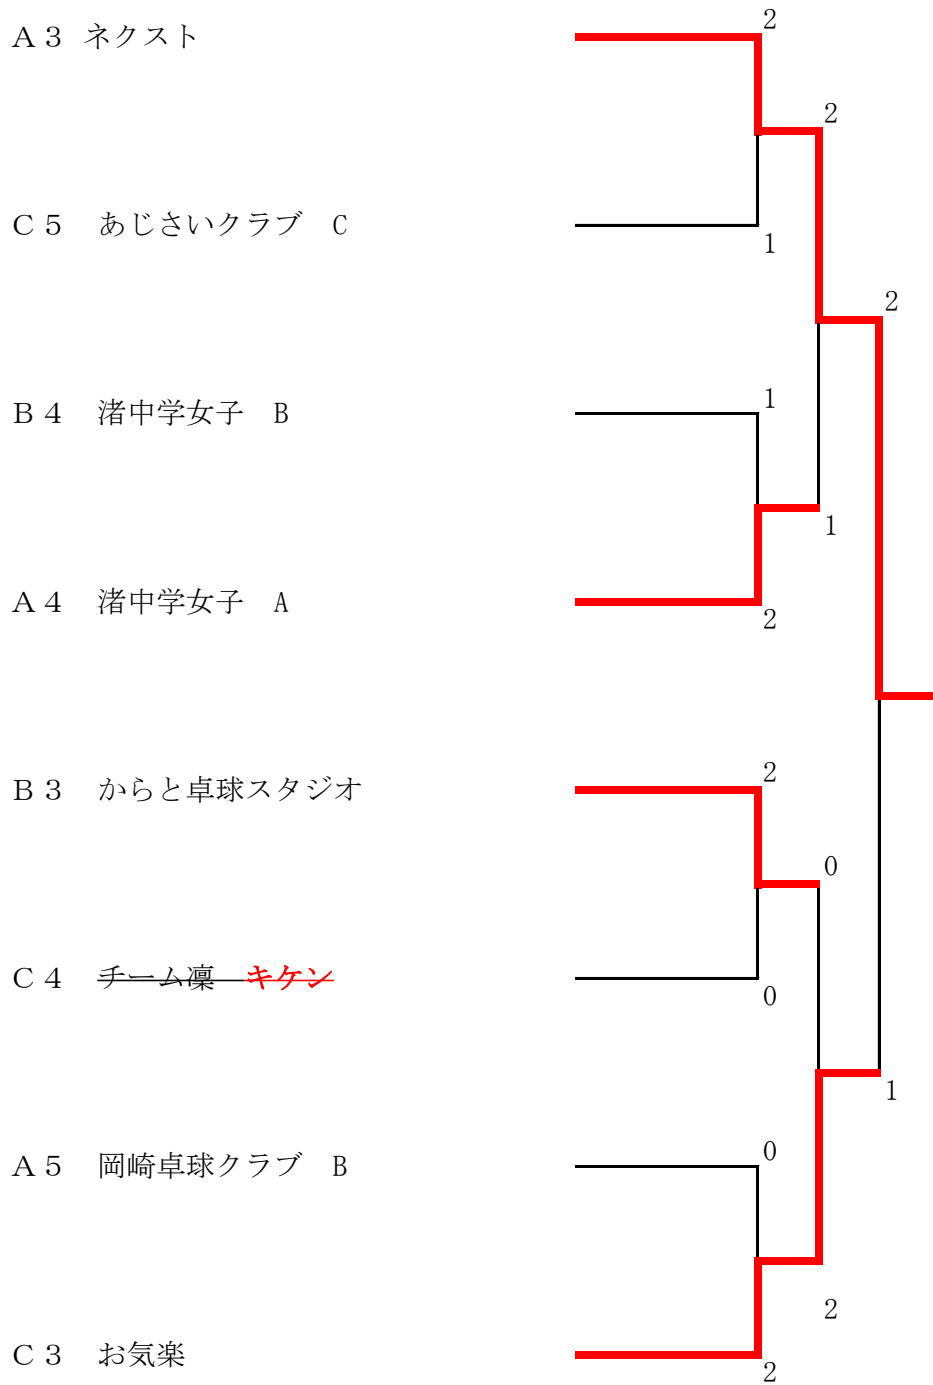 2
Ａ３ ネクスト
2
Ｃ５　あじさいクラブ　C
1
2
1
Ｂ４　渚中学女子　B
1
Ａ４　渚中学女子　A
2
2
Ｂ３　からと卓球スタジオ
0
Ｃ４　チーム凜　キケン
0
1
0
Ａ５　岡崎卓球クラブ　B
2
Ｃ３　お気楽
2